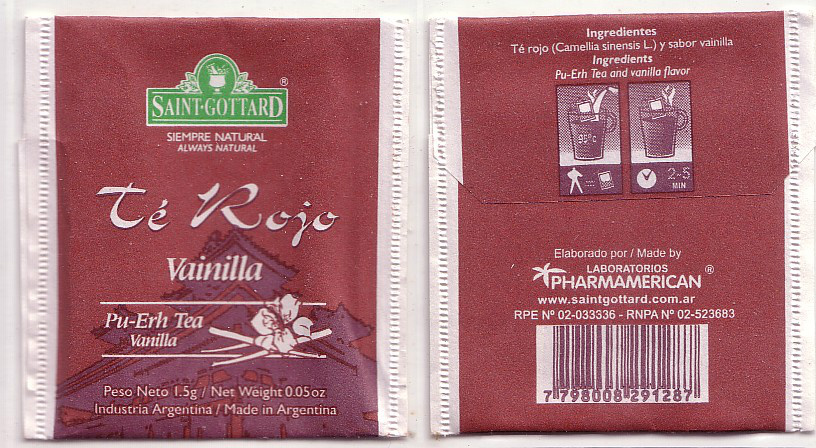 SAINT·GOTTARD ®
SIEMPRE NATURAL
ALWAYS NATURAL
Té Rojo
Vainilla
Pu-Erh Tea
Vanilla
Peso Neto 1.5g / Net Weight 0.05oz
Industria Argentina / Made in Argentina
Ingredientes
Té rojo (Camellia sinensis L.) y sabor vainilla
Ingredients
Pu-Erh Tea and vanilla flavor
95ºc
2-5
MIN
Elaborado por / Made by
LABORATORIOS
PHARMAMERICAN ®
www.saintgottard.com.ar
RPE Nº 02-033336 - RNPA Nº 02-523683
7 798008 291287